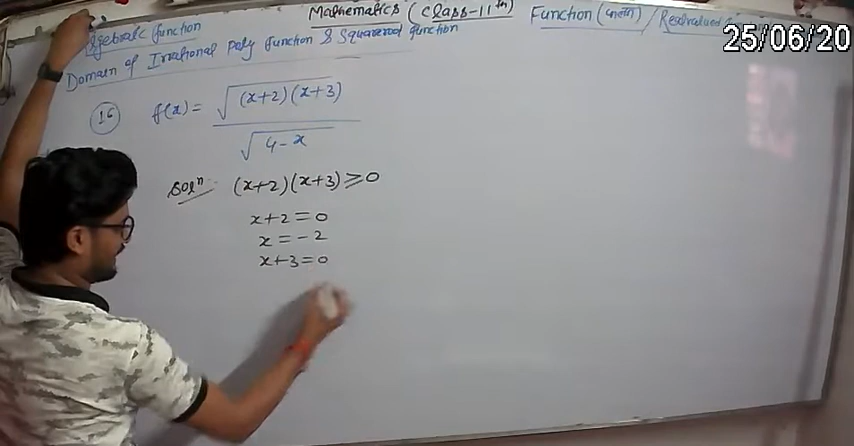 Mathematics (class-11th) Function (फलन) / Realvalued
25/06/20
Algebraic function
Domain of Irrational Poly function & Squareroot function
16 f(x) = √(x+2)(x+3) / √4-x
Solⁿ: (x+2)(x+3) ≥ 0
x+2=0
x=-2
x+3=0